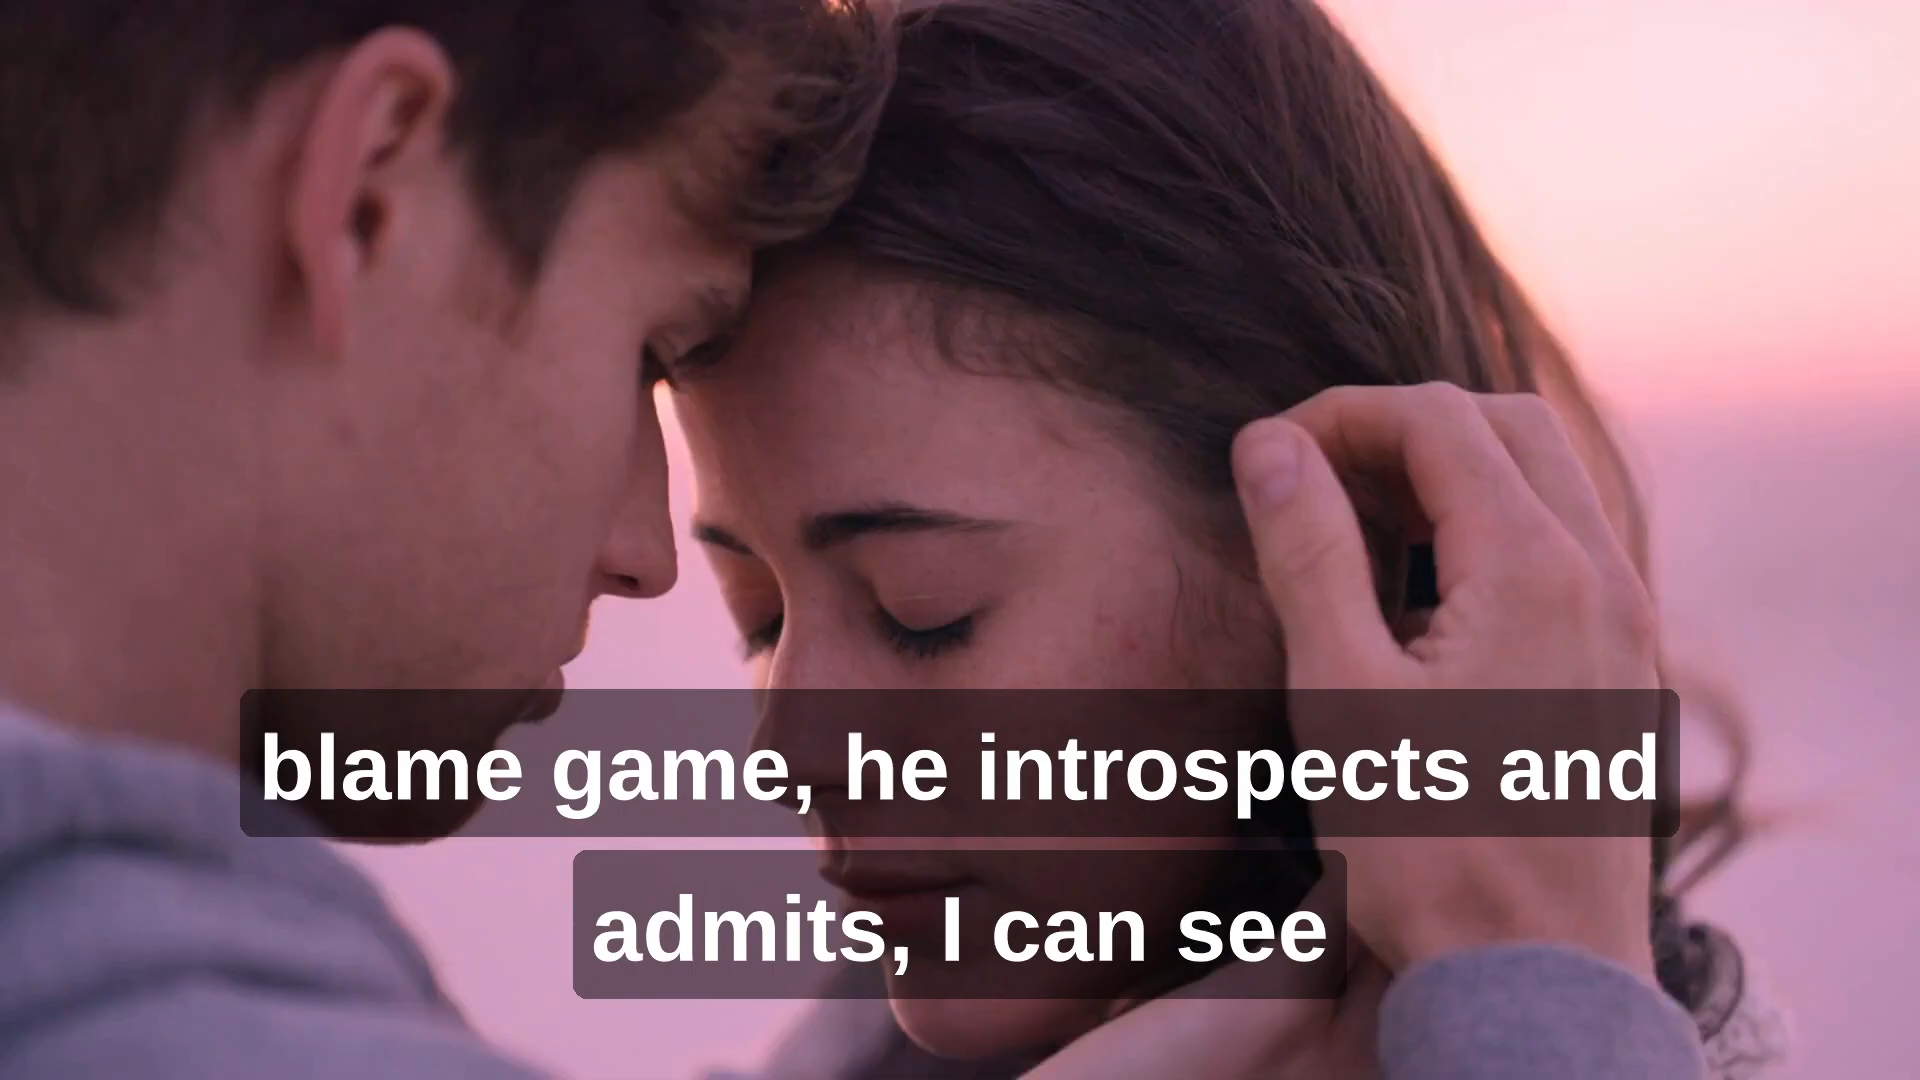 blame game, he introspects and
admits, I can see